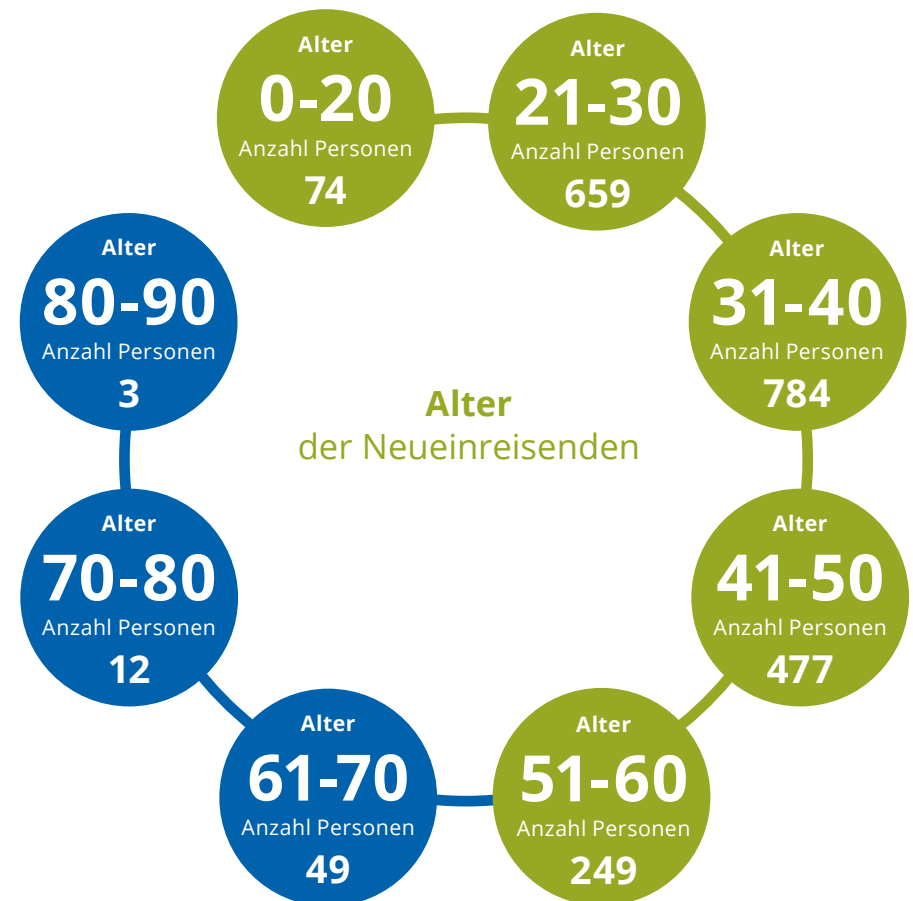 Alter
0-20
Anzahl Personen
74
Alter
21-30
Anzahl Personen
659
Alter
31-40
Anzahl Personen
784
Alter
41-50
Anzahl Personen
477
Alter
51-60
Anzahl Personen
249
Alter
61-70
Anzahl Personen
49
Alter
70-80
Anzahl Personen
12
Alter
80-90
Anzahl Personen
3
Alter
der Neueinreisenden